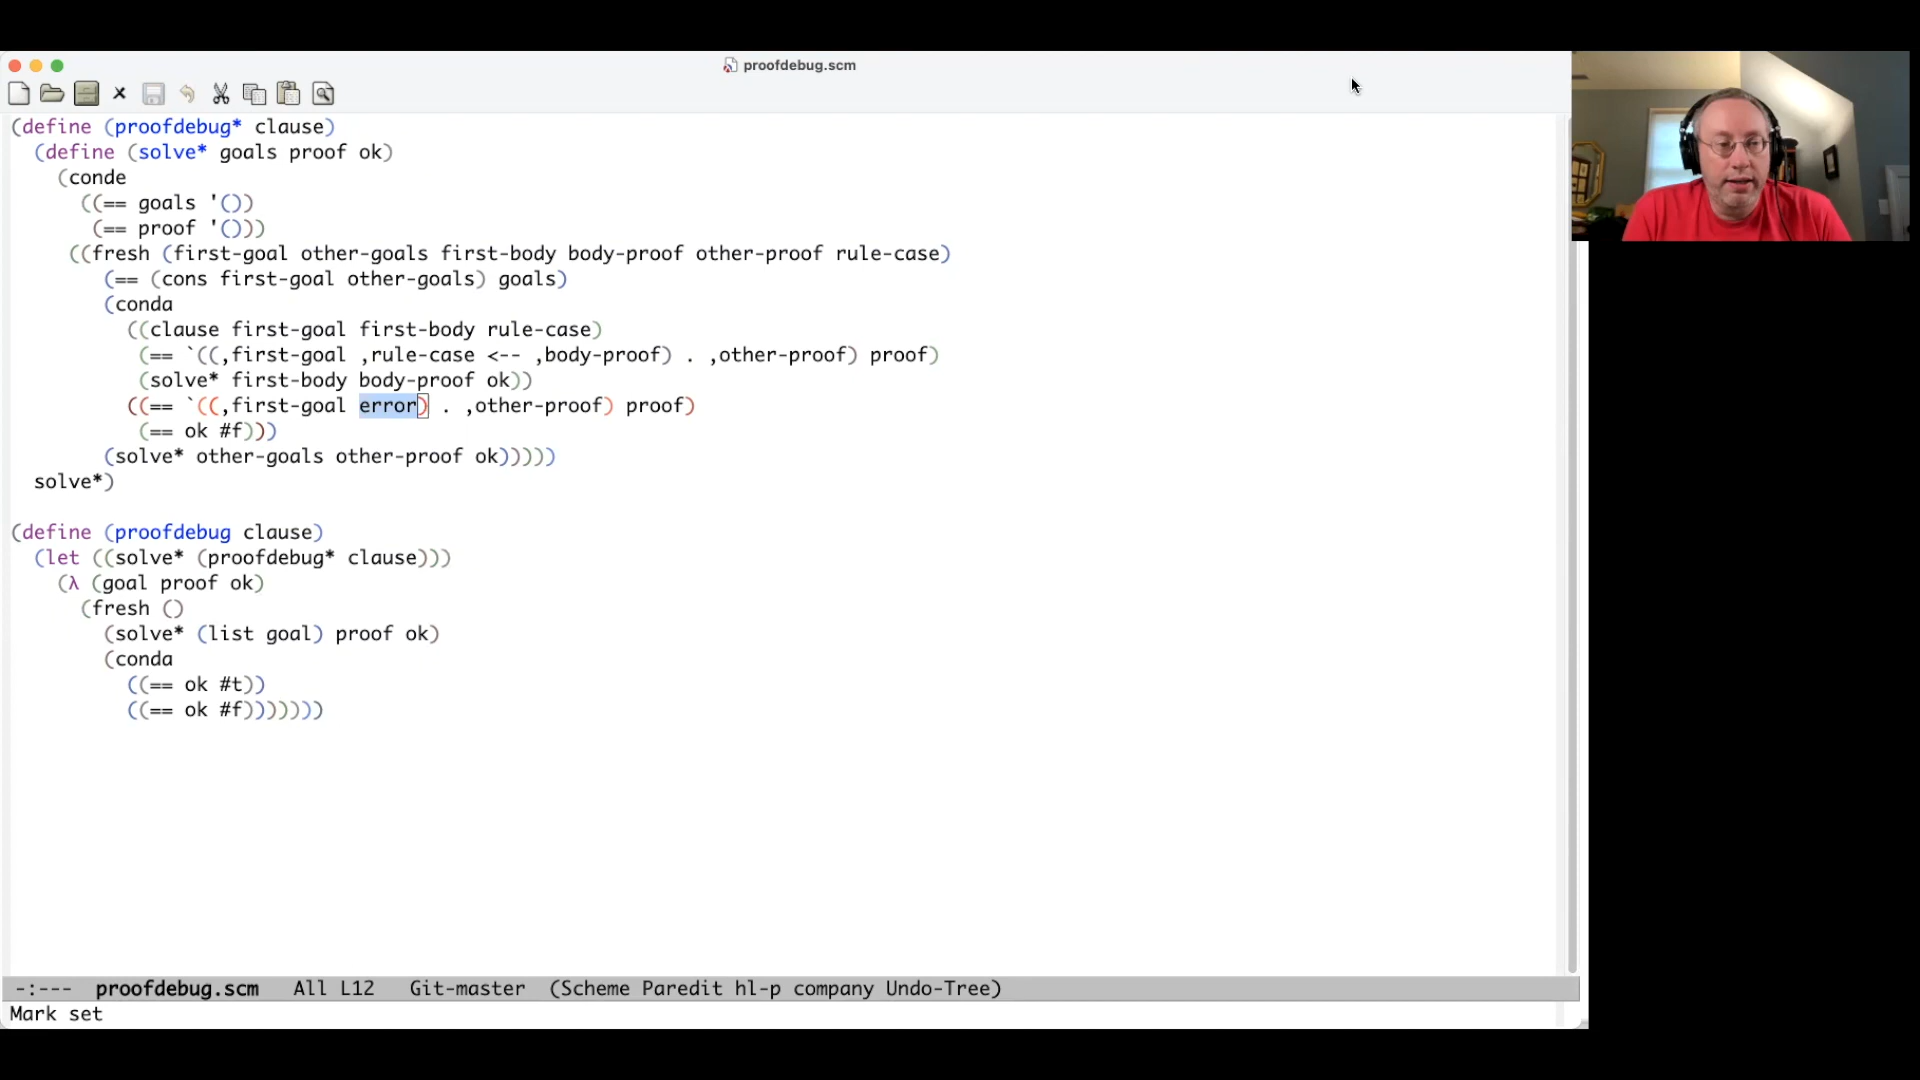 proofdebug.scm
(define (proofdebug* clause)
  (define (solve* goals proof ok)
    (conde
      ((== goals '())
       (== proof '()))
     ((fresh (first-goal other-goals first-body body-proof other-proof rule-case)
        (== (cons first-goal other-goals) goals)
        (conda
          ((clause first-goal first-body rule-case)
           (== `((,first-goal ,rule-case <-- ,body-proof) . ,other-proof) proof)
           (solve* first-body body-proof ok))
          ((== `((,first-goal error) . ,other-proof) proof)
           (== ok #f)))
        (solve* other-goals other-proof ok)))))
  solve*)
(define (proofdebug clause)
  (let ((solve* (proofdebug* clause)))
    (λ (goal proof ok)
      (fresh ()
        (solve* (list goal) proof ok)
        (conda
          ((== ok #t))
          ((== ok #f)))))))
-:---  proofdebug.scm   All L12   Git-master  (Scheme Paredit hl-p company Undo-Tree)
Mark set